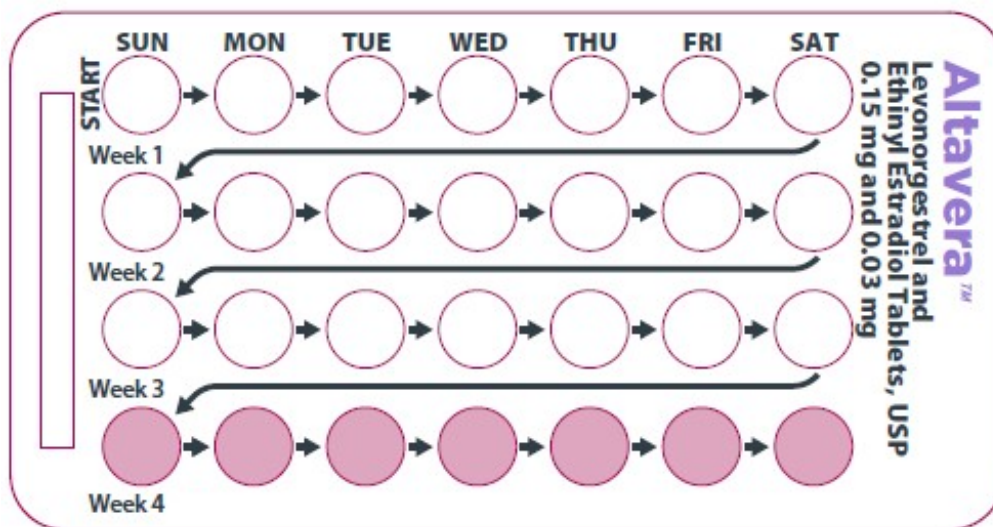 SUN MON TUE WED THU FRI SAT
START
Week 1
Week 2
Week 3
Week 4
Altavera™
Levonorgestrel and
Ethinyl Estradiol Tablets, USP
0.15 mg and 0.03 mg